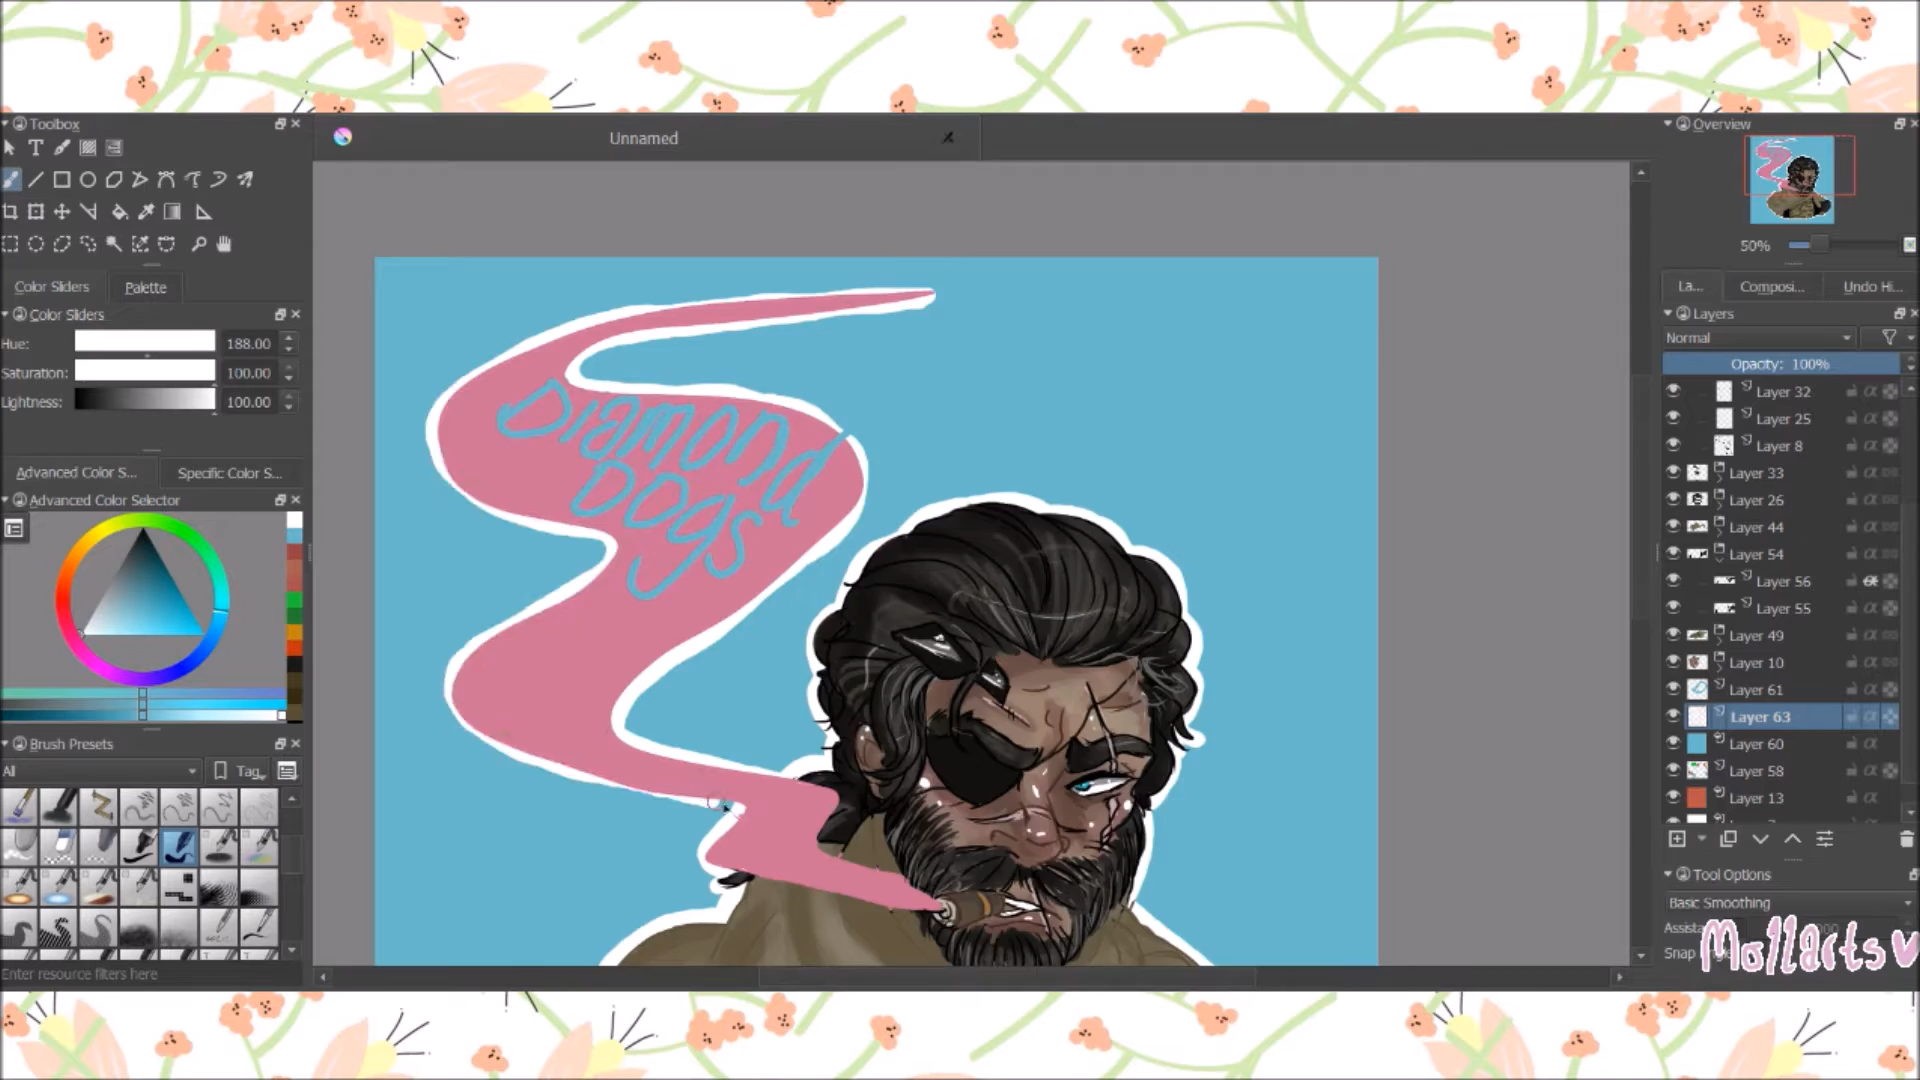 Toolbox
Unnamed
Overview
50%
Color Sliders
Palette
Color Sliders
Hue:
188.00
Saturation:
100.00
Lightness:
100.00
Advanced Color S...
Specific Color S...
Advanced Color Selector
Brush Presets
All
Tag
Enter resource filters here
Diamond
Dogs
La...
Composi...
Undo Hi...
Layers
Normal
Opacity: 100%
Layer 32
Layer 25
Layer 8
Layer 33
Layer 26
Layer 44
Layer 54
Layer 56
Layer 55
Layer 49
Layer 10
Layer 61
Layer 63
Layer 60
Layer 58
Layer 13
Tool Options
Basic Smoothing
Mollarts